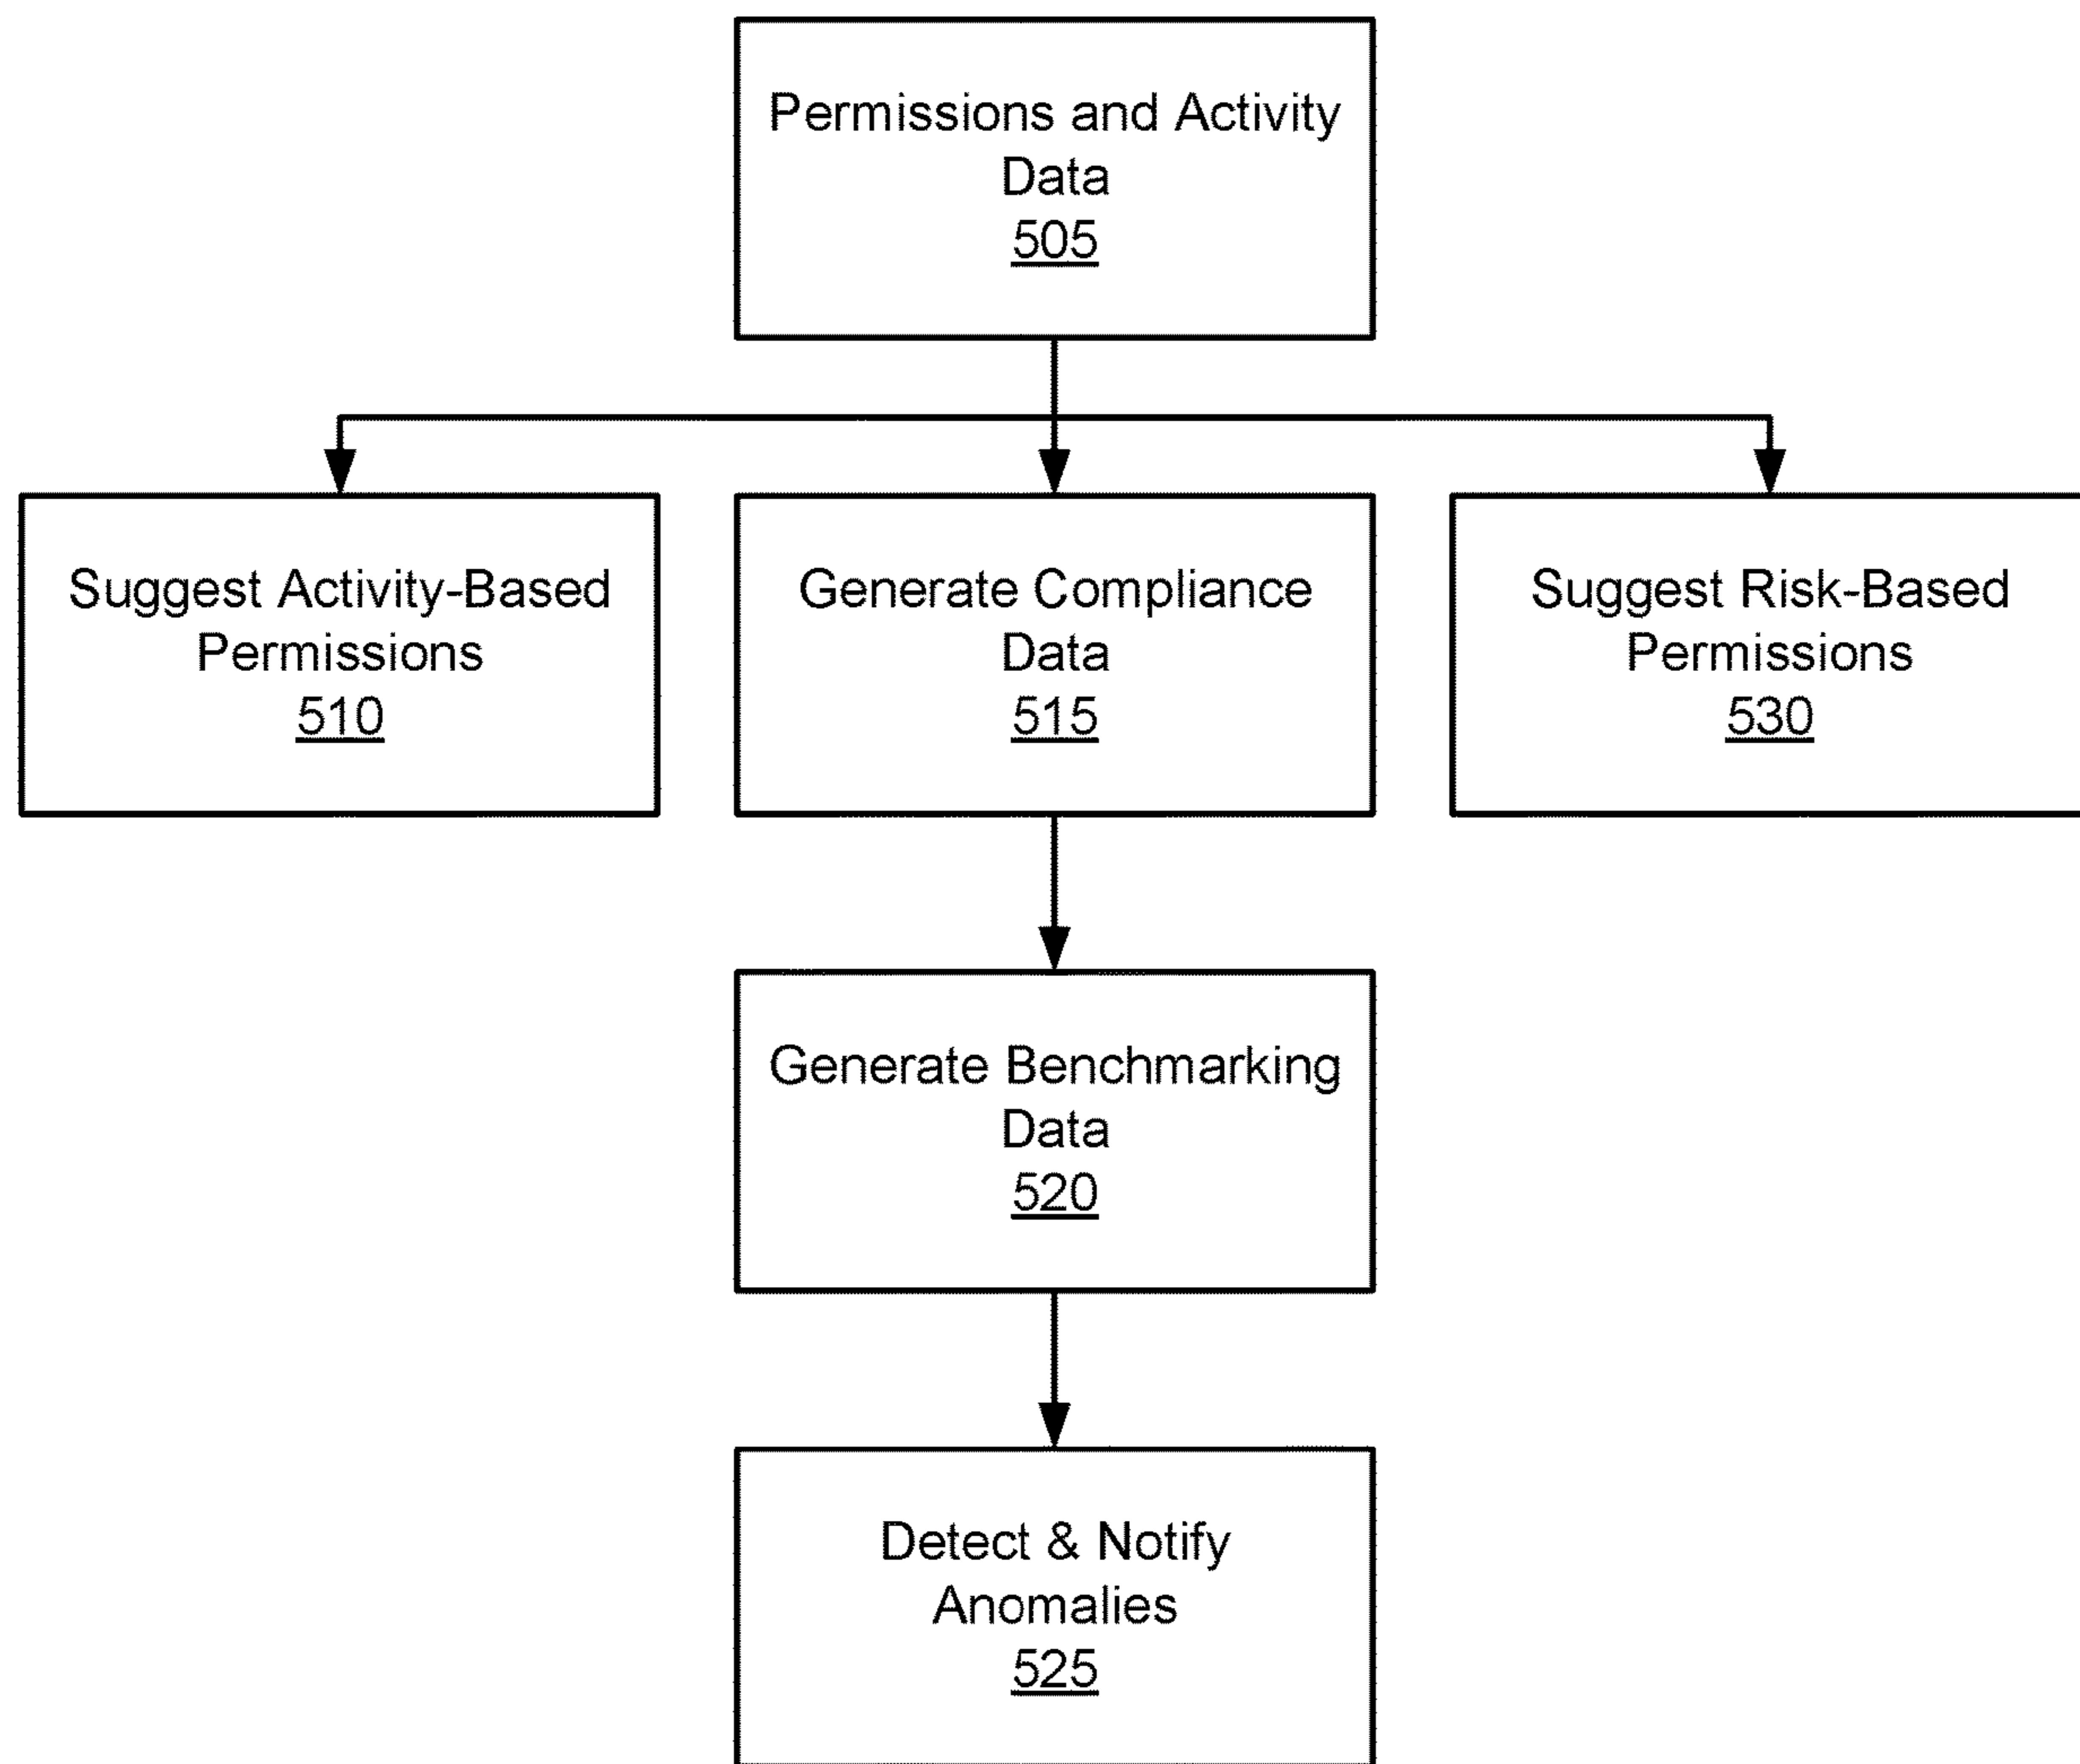 Permissions and Activity
Data
505
Suggest Activity-Based
Permissions
510
Generate Compliance
Data
515
Suggest Risk-Based
Permissions
530
Generate Benchmarking
Data
520
Detect & Notify
Anomalies
525